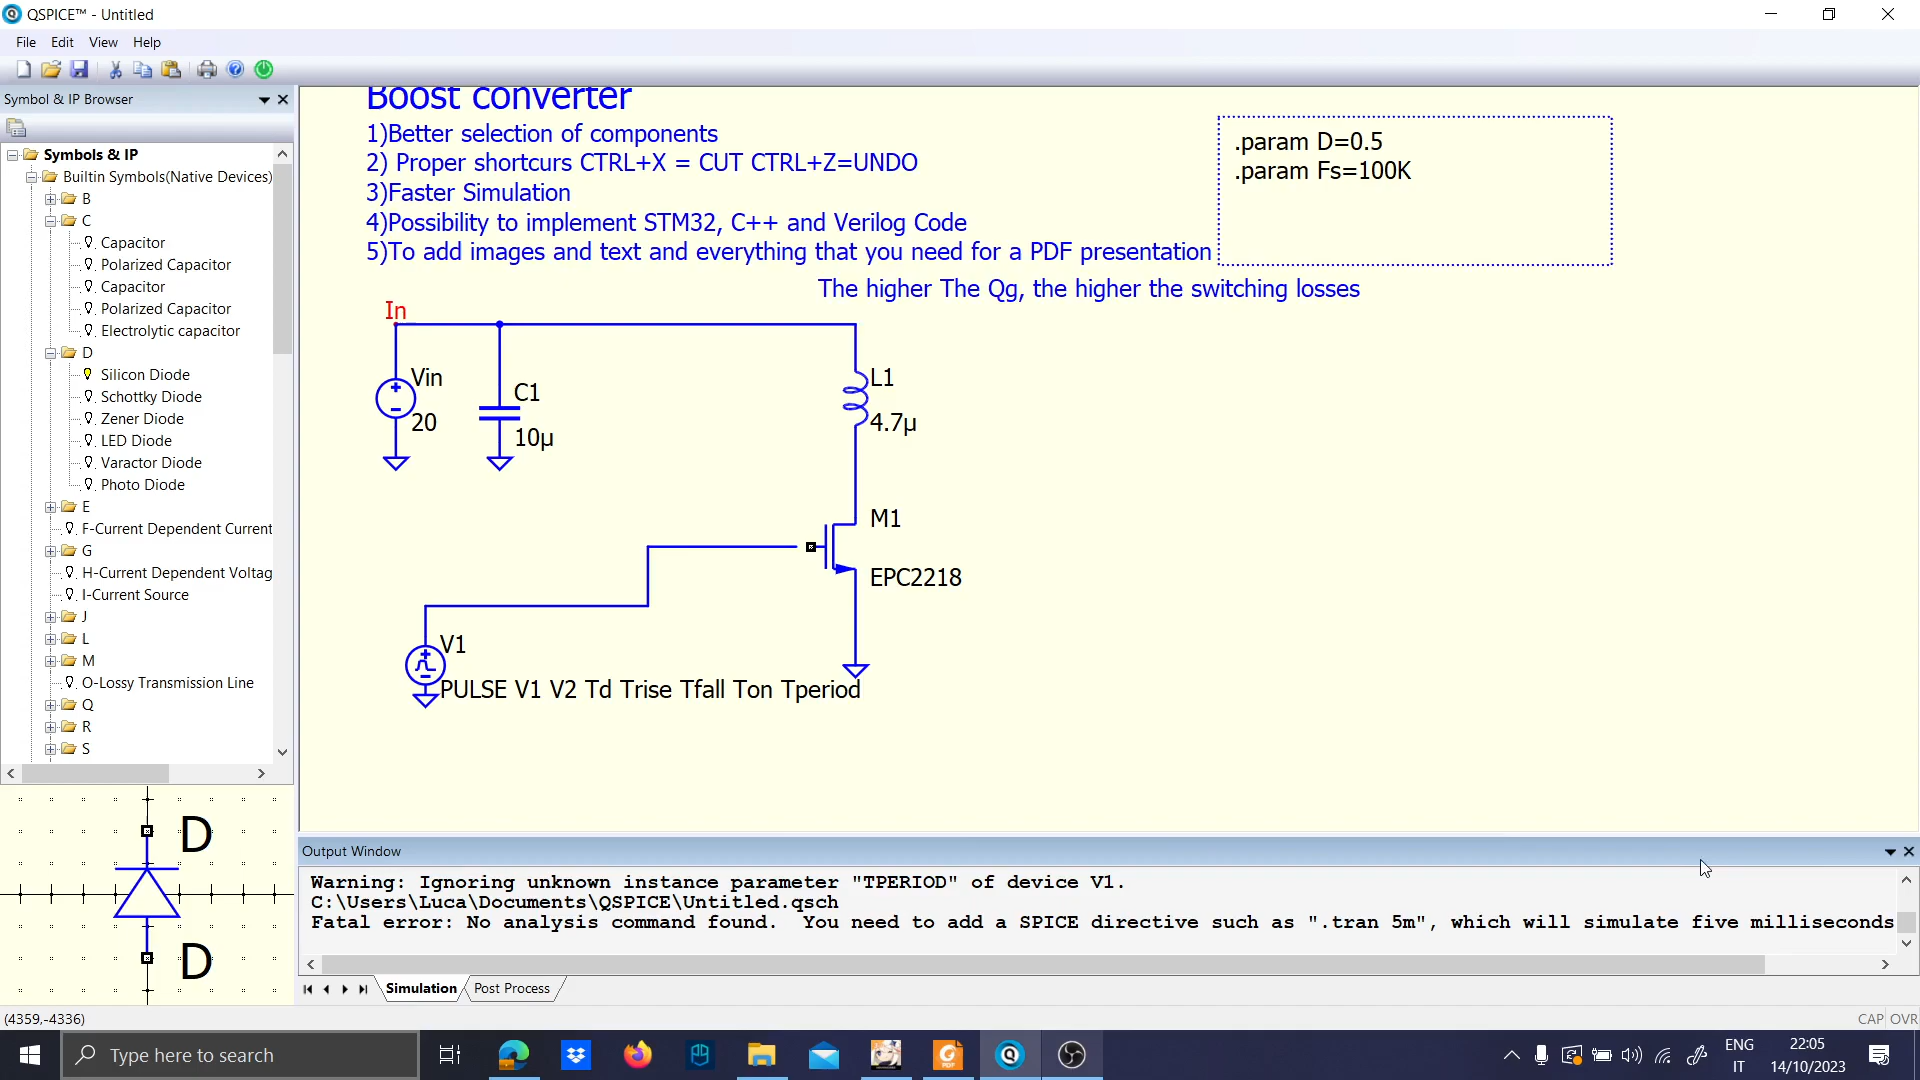 QSPICE™ - Untitled
File Edit View Help
Symbol & IP Browser
Symbols & IP
Builtin Symbols(Native Devices)
B
C
Capacitor
Polarized Capacitor
Capacitor
Polarized Capacitor
Electrolytic capacitor
D
Silicon Diode
Schottky Diode
Zener Diode
LED Diode
Varactor Diode
Photo Diode
E
F-Current Dependent Current
G
H-Current Dependent Voltag
I-Current Source
J
L
M
O-Lossy Transmission Line
Q
R
S
D
D
Boost converter
1)Better selection of components
2) Proper shortcurs CTRL+X = CUT CTRL+Z=UNDO
3)Faster Simulation
4)Possibility to implement STM32, C++ and Verilog Code
5)To add images and text and everything that you need for a PDF presentation
.param D=0.5
.param Fs=100K
The higher The Qg, the higher the switching losses
In
Vin
20
C1
10µ
L1
4.7µ
M1
EPC2218
V1
PULSE V1 V2 Td Trise Tfall Ton Tperiod
Output Window
Warning: Ignoring unknown instance parameter "TPERIOD" of device V1.
C:\Users\Luca\Documents\QSPICE\Untitled.qsch
Fatal error: No analysis command found.  You need to add a SPICE directive such as ".tran 5m", which will simulate five milliseconds
Simulation
Post Process
(4359,-4336)
CAP OVR
Type here to search
ENG
IT
22:05
14/10/2023